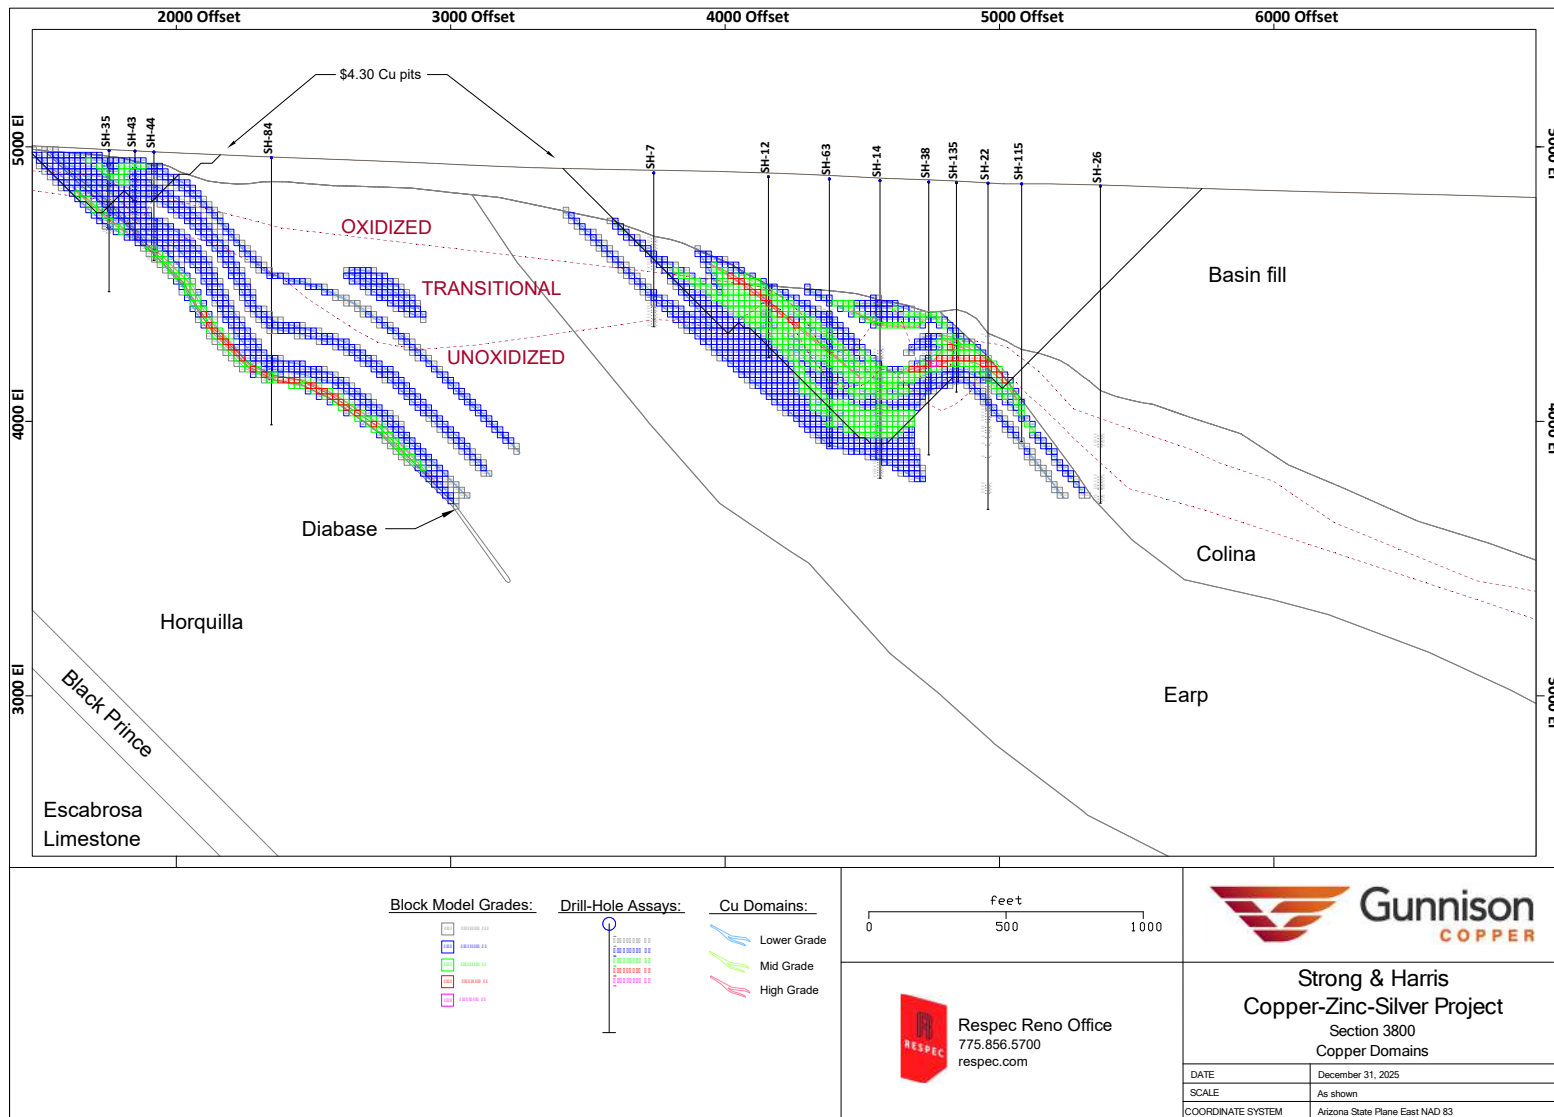 2000 Offset
3000 Offset
4000 Offset
5000 Offset
6000 Offset
$4.30 Cu pits
5000 El
4000 El
3000 El
SH-35
SH-43
SH-44
SH-84
SH-7
SH-12
SH-63
SH-14
SH-38
SH-135
SH-22
SH-115
SH-26
OXIDIZED
TRANSITIONAL
UNOXIDIZED
Basin fill
Diabase
Colina
Horquilla
Earp
Black Prince
Escabrosa
Limestone
Block Model Grades:
Drill-Hole Assays:
Cu Domains:
Lower Grade
Mid Grade
High Grade
feet
0
500
1000
Gunnison
COPPER
RESPEC
Respec Reno Office
775.856.5700
respec.com
Strong & Harris
Copper-Zinc-Silver Project
Section 3800
Copper Domains
DATE
December 31, 2025
SCALE
As shown
COORDINATE SYSTEM
Arizona State Plane East NAD 83